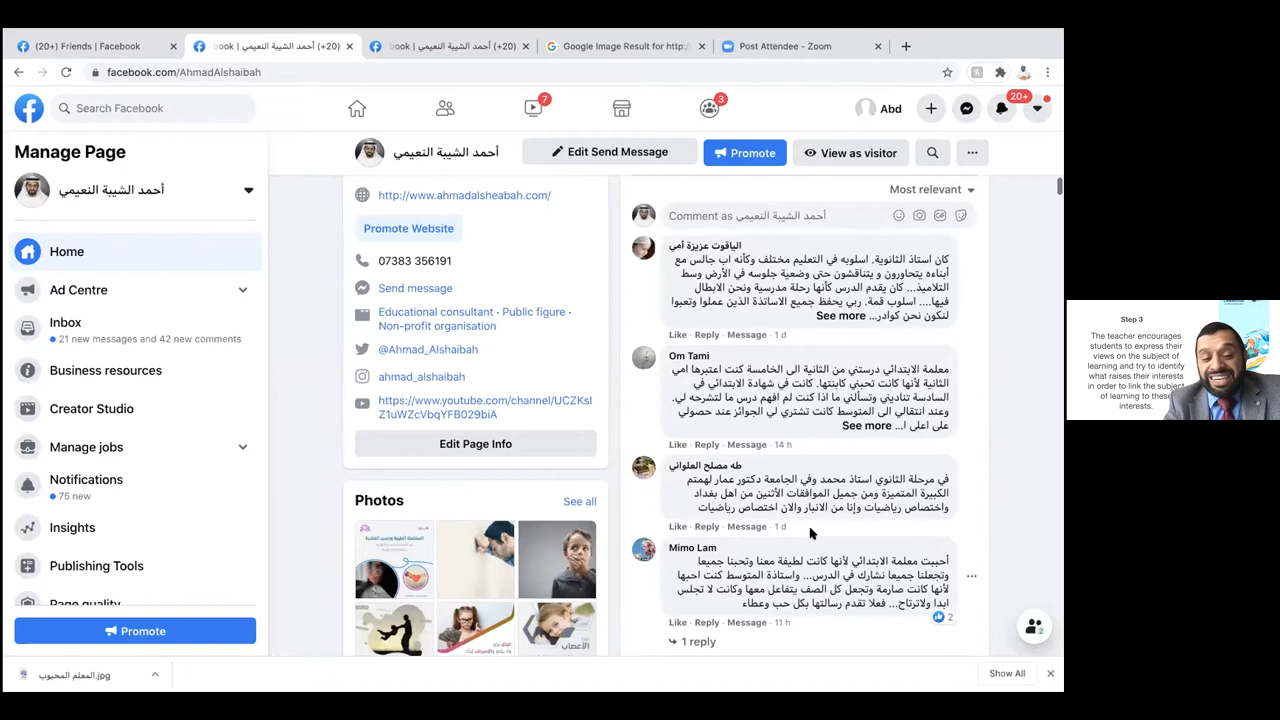 (20+) Friends | Facebook
book | أحمد الشيبة النعيمي (20+)
book | أحمد الشيبة النعيمي (20+)
Google Image Result for http:/
Post Attendee - Zoom
facebook.com/AhmadAlshaibah
Search Facebook
7
3
Abd
20+
Manage Page
أحمد الشيبة النعيمي
Home
Ad Centre
Inbox
21 new messages and 42 new comments
Business resources
Creator Studio
Manage jobs
Notifications
75 new
Insights
Publishing Tools
Page quality
Promote
أحمد الشيبة النعيمي
Edit Send Message
Promote
View as visitor
http://www.ahmadalsheabah.com/
Promote Website
07383 356191
Send message
Educational consultant · Public figure ·
Non-profit organisation
@Ahmad_Alshaibah
ahmad_alshaibah
https://www.youtube.com/channel/UCZKsI
Z1uWZcVbqYFB029biA
Edit Page Info
Photos
See all
الأعصاب
Most relevant
Comment as أحمد الشيبة النعيمي
الياقوت عزيزة أمي
كان استاذ الثانوية. اسلوبه في التعليم مختلف وكأنه اب جالس مع
أبناءه يتحاورون و يتناقشون حتى وضعية جلوسه في الأرض وسط
التلاميذ... كان يقدم الدرس كأنها رحلة مدرسية ونحن الابطال
فيها.... اسلوب قمة. ربي يحفظ جميع الاساتذة الذين عملوا وتعبوا
لنكون نحن كوادر... See more
Like · Reply · Message · 1 d
Om Tami
معلمة الابتدائي درستني من الثانية الى الخامسة كنت اعتبرها امي
الثانية لأنها كانت تحبني كابنتها. كانت في شهادة الابتدائي في
السادسة تناديني وتسألني ما اذا كنت لم افهم درس ما لتشرحه لي.
وعند انتقالي الى المتوسط كانت تشتري لي الجوائز عند حصولي
على اعلى ا... See more
Like · Reply · Message · 14 h
طه مصلح العلواني
في مرحلة الثانوي استاذ محمد وفي الجامعة دكتور عمار لهمتم
الكبيرة المتميزة ومن جميل الموافقات الأثنين من اهل بغداد
واختصاص رياضيات وإنا من الانبار والان اختصاص رياضيات
Like · Reply · Message · 1 d
Mimo Lam
أحببت معلمة الابتدائي لأنها كانت لطيفة معنا وتحبنا جميعا
وتجعلنا جميعا نشارك في الدرس... واستاذة المتوسط كنت احبها
لأنها كانت صارمة وتجعل كل الصف يتفاعل معها وكانت لا تجلس
ابدا ولاترتاح... فعلا تقدم رسالتها بكل حب وعطاء
2
Like · Reply · Message · 11 h
1 reply
2
المعلم المحبوب.jpg
Show All
Step 3
The teacher encourages
students to express their
views on the subject of
learning and try to identify
what raises their interests
in order to link the subject
of learning to these
interests.